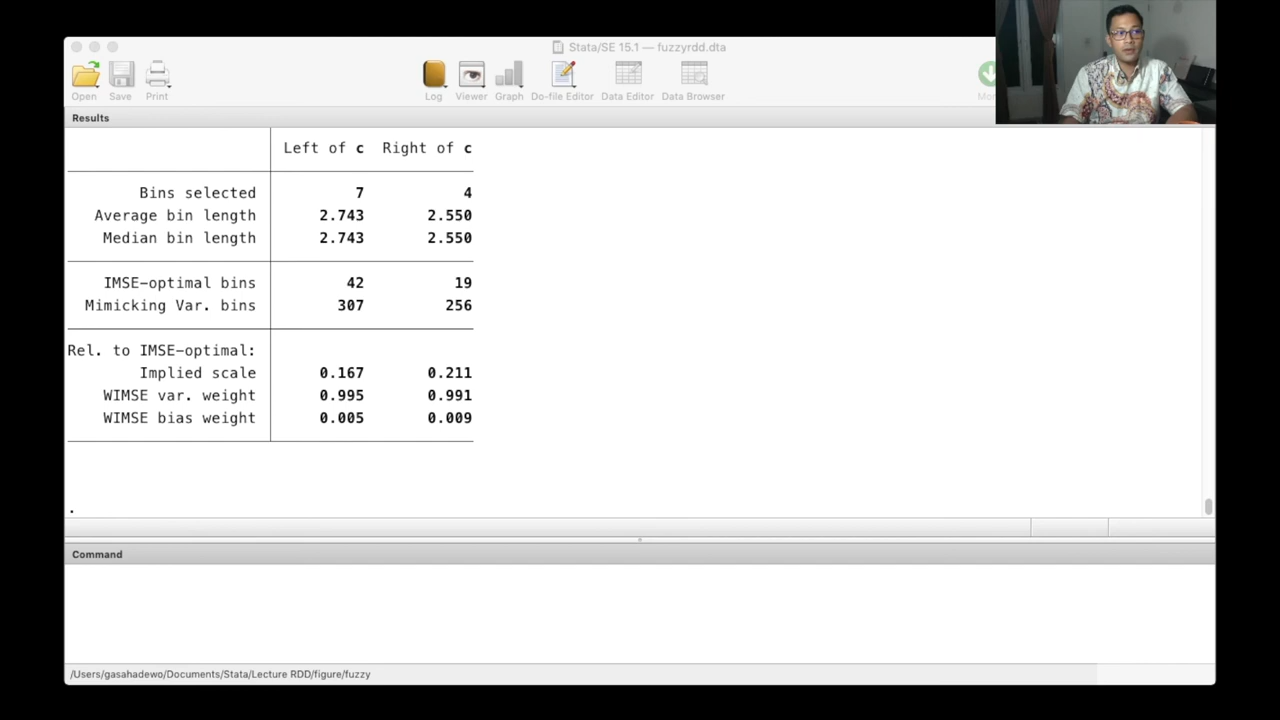 Stata/SE 15.1 — fuzzyrdd.dta
Open Save Print Log Viewer Graph Do-file Editor Data Editor Data Browser
Results
Left of c Right of c
Bins selected 7 4
Average bin length 2.743 2.550
Median bin length 2.743 2.550
IMSE-optimal bins 42 19
Mimicking Var. bins 307 256
Rel. to IMSE-optimal:
Implied scale 0.167 0.211
WIMSE var. weight 0.995 0.991
WIMSE bias weight 0.005 0.009
.
Command
/Users/gasahadewo/Documents/Stata/Lecture RDD/figure/fuzzy